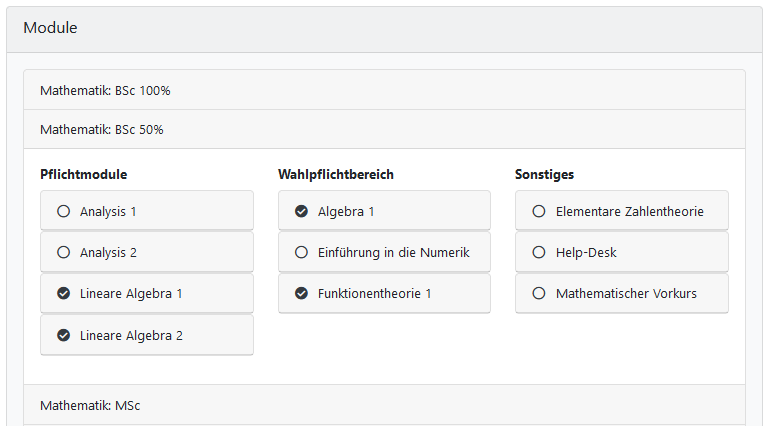 Module
Mathematik: BSc 100%
Mathematik: BSc 50%
Pflichtmodule
Analysis 1
Analysis 2
Lineare Algebra 1
Lineare Algebra 2
Wahlpflichtbereich
Algebra 1
Einführung in die Numerik
Funktionentheorie 1
Sonstiges
Elementare Zahlentheorie
Help-Desk
Mathematischer Vorkurs
Mathematik: MSc